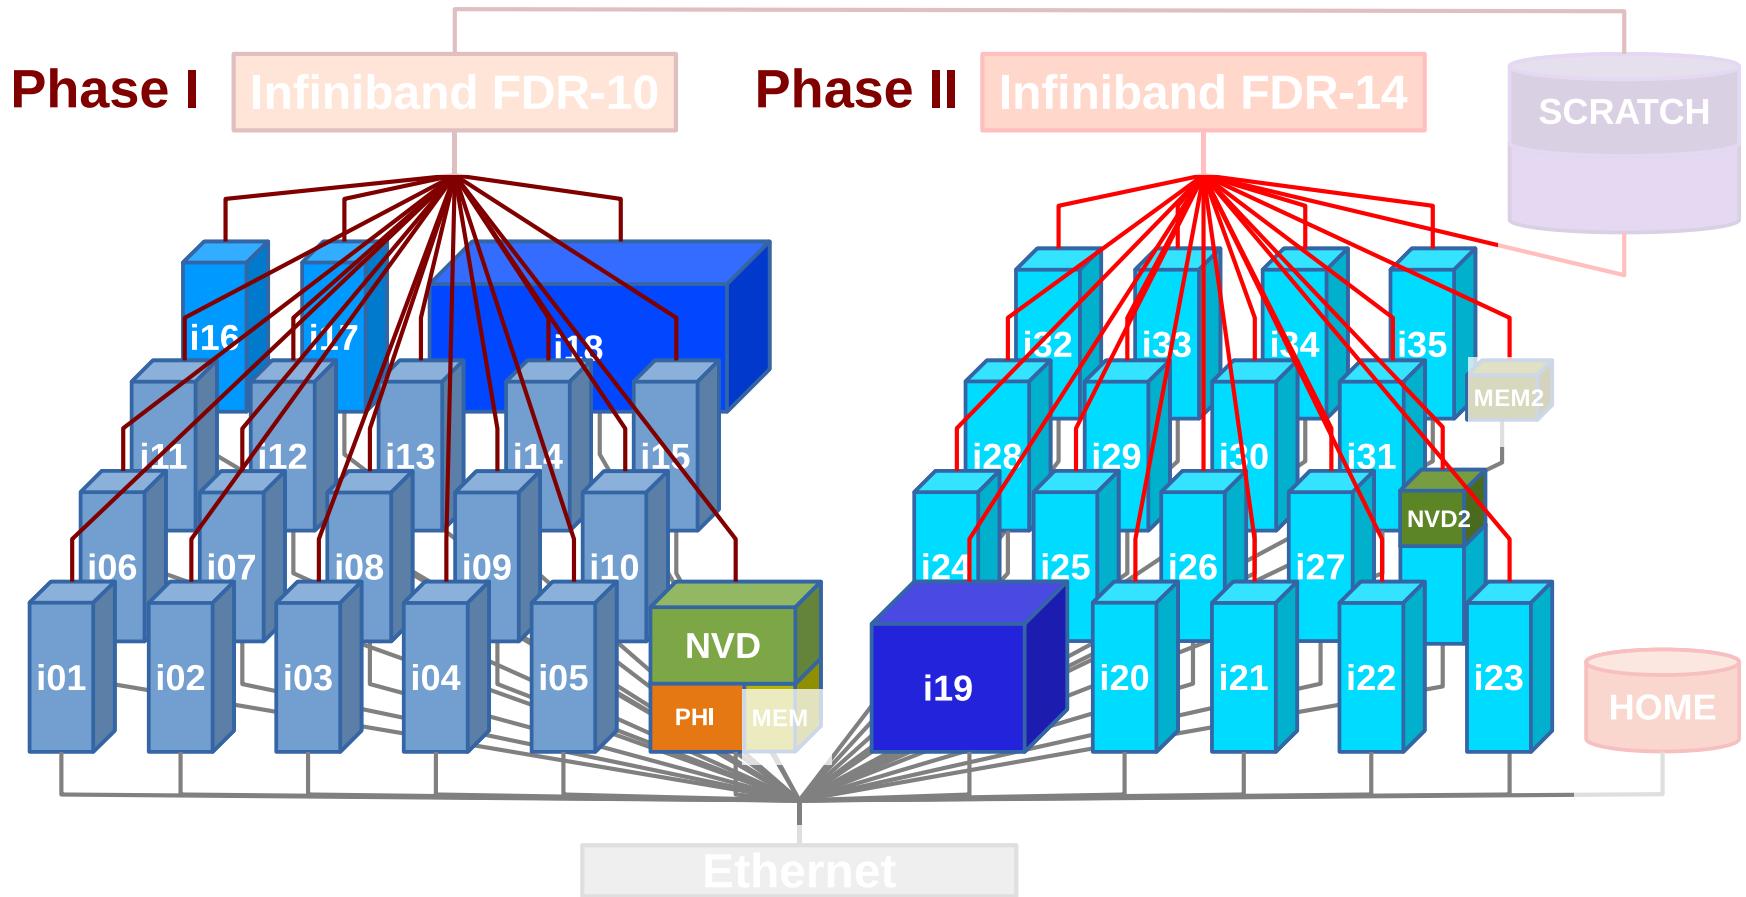 Phase I
Infiniband FDR-10
Phase II
Infiniband FDR-14
SCRATCH
i16
i17
i18
i32
i33
i34
i35
MEM2
i11
i12
i13
i14
i15
i28
i29
i30
i31
NVD2
i06
i07
i08
i09
i10
i24
i25
i26
i27
NVD
i01
i02
i03
i04
i05
PHI
MEM
i19
i20
i21
i22
i23
HOME
Ethernet